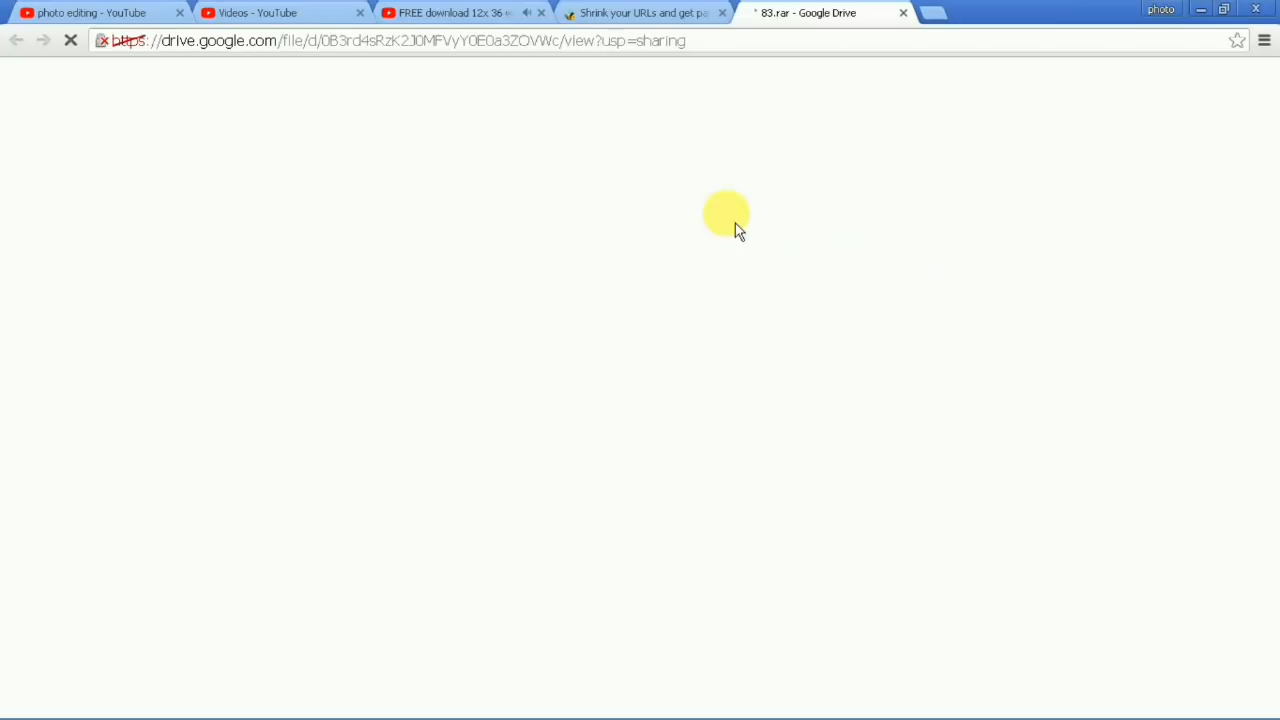 photo editing - YouTube
Videos - YouTube
FREE download 12x 36
Shrink your URLs and get pa
83.rar - Google Drive
photo
https://drive.google.com/file/d/0B3rd4sRzK2J0MFVyY0E0a3ZOVWc/view?usp=sharing